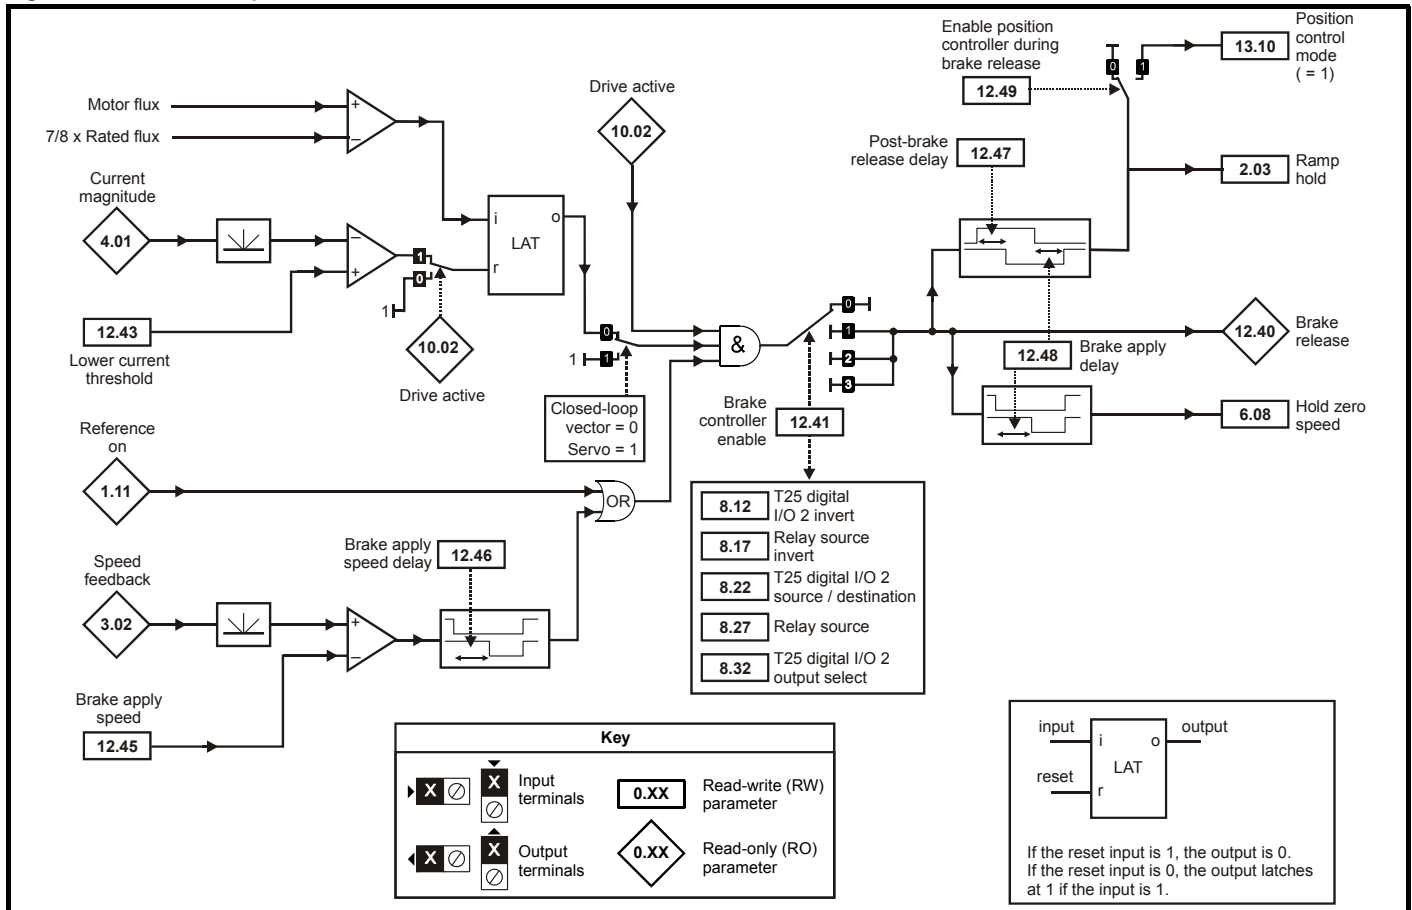 Enable position
controller during
brake release
12.49
0
1
13.10
Position
control
mode
( = 1)
Motor flux
7/8 x Rated flux
+
–
Drive active
10.02
Post-brake
release delay
12.47
2.03
Ramp
hold
Current
magnitude
4.01
–
+
1
0
1
i
o
LAT
r
12.43
Lower current
threshold
10.02
Drive active
0
1
1
Closed-loop
vector = 0
Servo = 1
&
0
1
2
3
Brake
controller
enable
12.41
12.40
Brake
release
12.48
Brake apply
delay
6.08
Hold zero
speed
Reference
on
1.11
OR
8.12
T25 digital
I/O 2 invert
8.17
Relay source
invert
8.22
T25 digital I/O 2
source / destination
8.27
Relay source
8.32
T25 digital I/O 2
output select
Brake apply
speed delay
12.46
Speed
feedback
3.02
+
–
Brake apply
speed
12.45
Key
X
X
Input
terminals
0.XX
Read-write (RW)
parameter
X
X
Output
terminals
0.XX
Read-only (RO)
parameter
input
i
o
output
LAT
reset
r
If the reset input is 1, the output is 0.
If the reset input is 0, the output latches
at 1 if the input is 1.